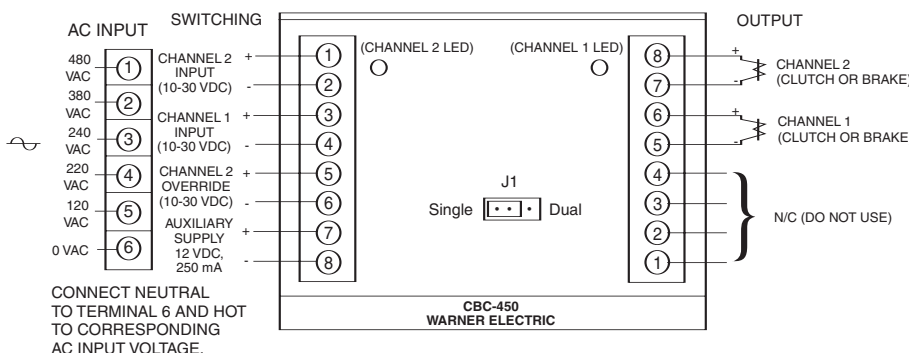 AC INPUT
480
VAC
1
380
VAC
2
240
VAC
3
220
VAC
4
120
VAC
5
0 VAC
6
CONNECT NEUTRAL
TO TERMINAL 6 AND HOT
TO CORRESPONDING
AC INPUT VOLTAGE.
SWITCHING
CHANNEL 2
INPUT
(10-30 VDC)
+ 1
- 2
CHANNEL 1
INPUT
(10-30 VDC)
+ 3
- 4
CHANNEL 2
OVERRIDE
(10-30 VDC)
+ 5
- 6
AUXILIARY
SUPPLY
12 VDC,
250 mA
+ 7
- 8
(CHANNEL 2 LED)
(CHANNEL 1 LED)
J1
Single
Dual
CBC-450
WARNER ELECTRIC
OUTPUT
8 +
7 -
CHANNEL 2
(CLUTCH OR BRAKE)
6 +
5 -
CHANNEL 1
(CLUTCH OR BRAKE
4
3
2
1
N/C (DO NOT USE)